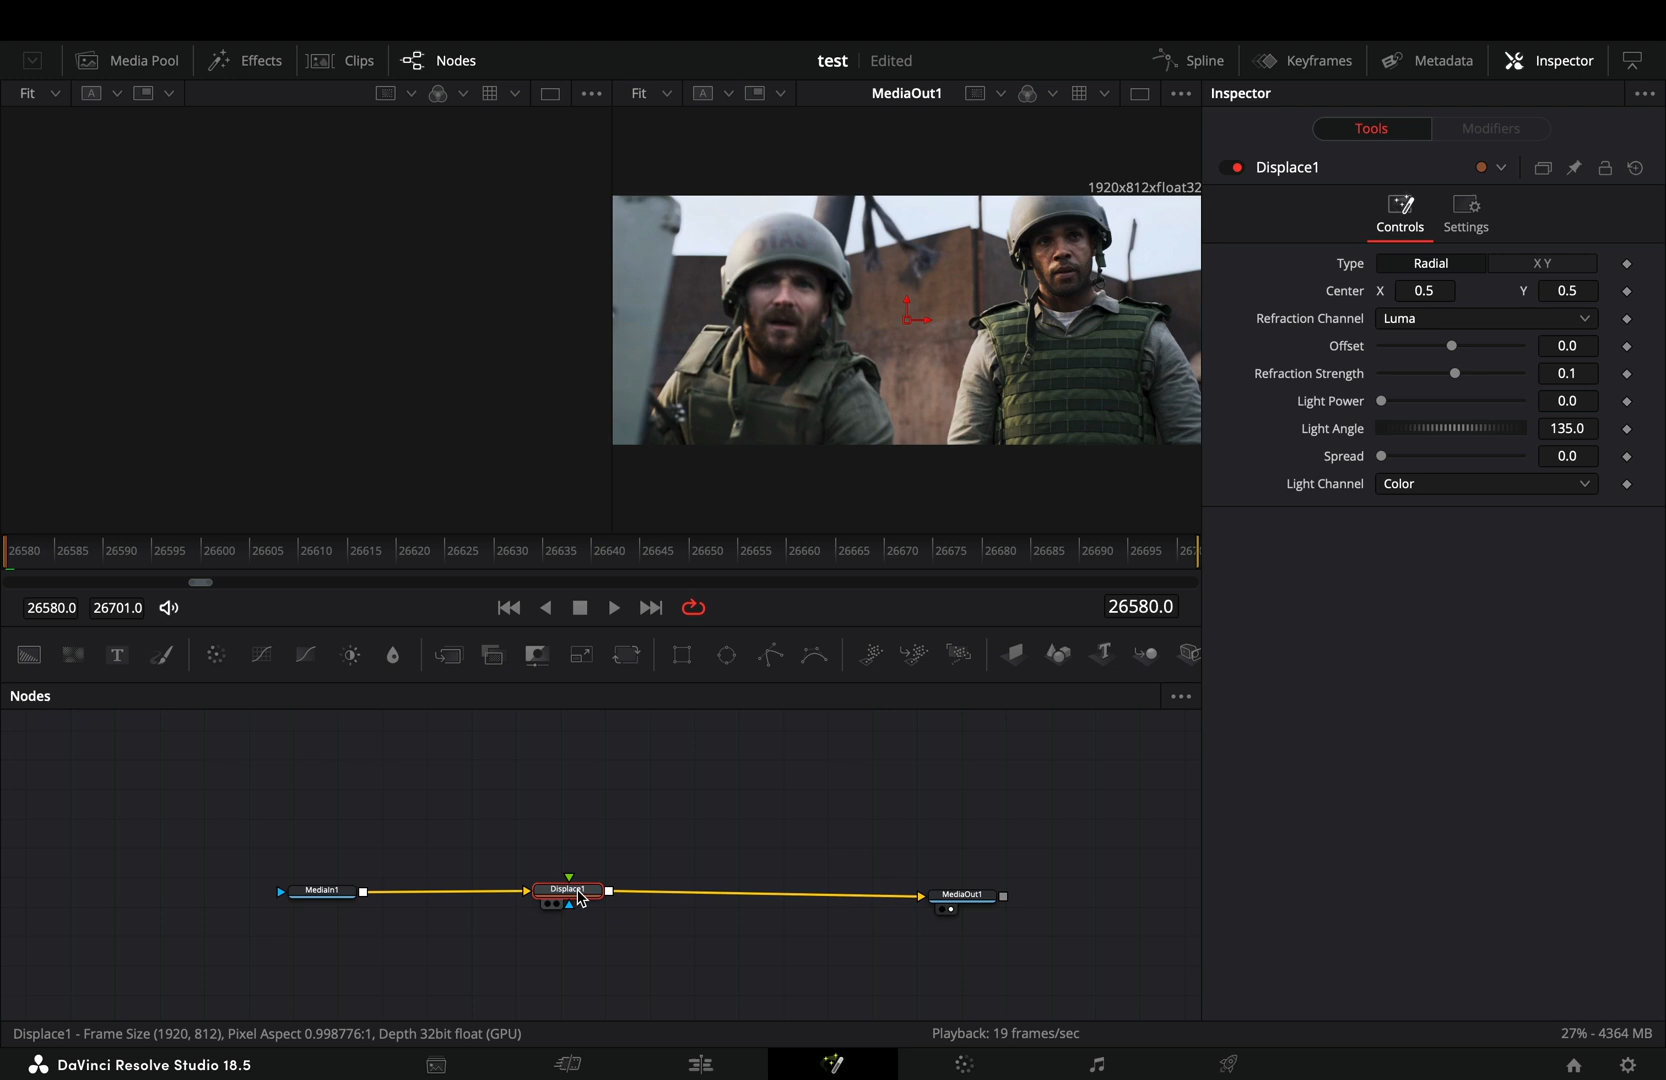 Media Pool Effects Clips Nodes test Edited Spline Keyframes Metadata Inspector
Fit A Fit A MediaOut1 Inspector
Tools Modifiers
Displace1
1920x812xfloat32
Controls Settings
Type Radial X Y
Center X 0.5 Y 0.5
Refraction Channel Luma
Offset 0.0
Refraction Strength 0.1
Light Power 0.0
Light Angle 135.0
Spread 0.0
Light Channel Color
26580 26585 26590 26595 26600 26605 26610 26615 26620 26625 26630 26635 26640 26645 26650 26655 26660 26665 26670 26675 26680 26685 26690 26695 267
26580.0 26701.0 26580.0
T T
Nodes
MediaIn1 Displace1 MediaOut1
Displace1 - Frame Size (1920, 812), Pixel Aspect 0.998776:1, Depth 32bit float (GPU) Playback: 19 frames/sec 27% - 4364 MB
DaVinci Resolve Studio 18.5